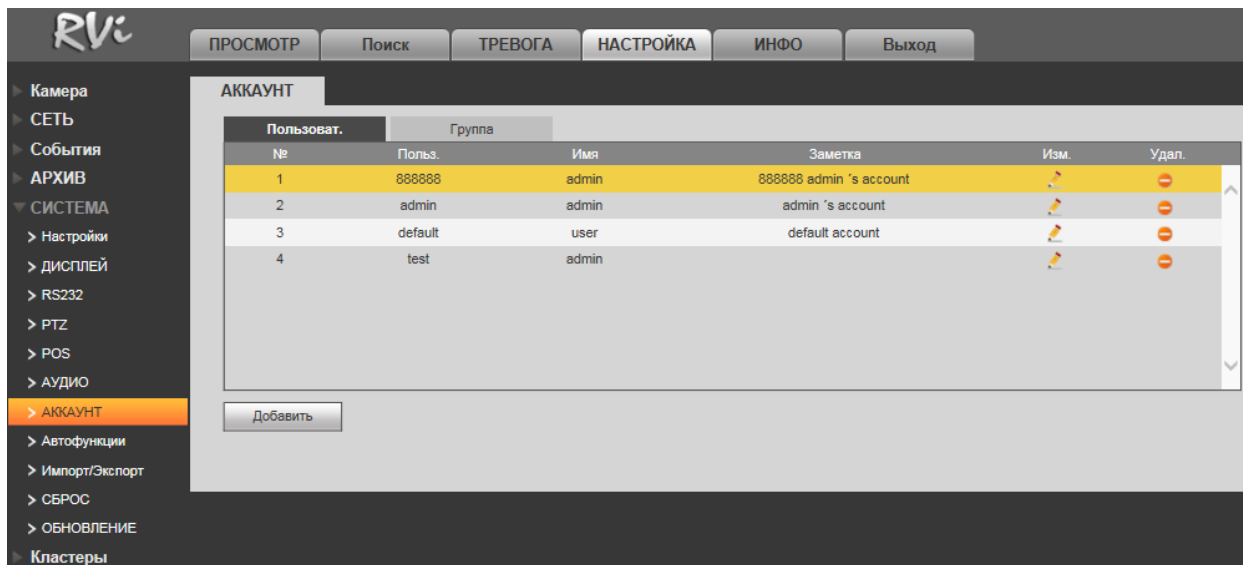 RVi
ПРОСМОТР Поиск ТРЕВОГА НАСТРОЙКА ИНФО Выход
Камера
СЕТЬ
События
АРХИВ
СИСТЕМА
> Настройки
> ДИСПЛЕЙ
> RS232
> PTZ
> POS
> АУДИО
> АККАУНТ
> Автофункции
> Импорт/Экспорт
> СБРОС
> ОБНОВЛЕНИЕ
Кластеры
АККАУНТ
Пользоват. Группа
№ Польз. Имя Заметка Изм. Удал.
1 888888 admin 888888 admin ´s account
2 admin admin admin ´s account
3 default user default account
4 test admin
Добавить